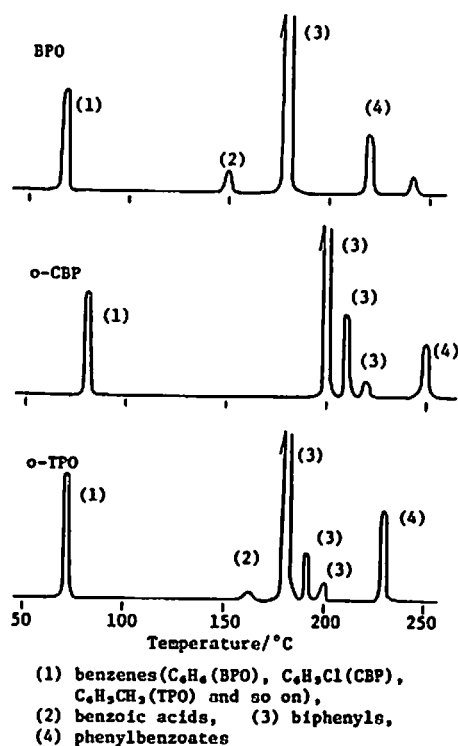 BPO
(1)
(2)
(3)
(4)
o-CBP
(1)
(3)
(3)
(3)
(4)
o-TPO
(1)
(2)
(3)
(3)
(3)
(4)
50 100 150 200 250
Temperature/°C
(1) benzenes(C₆H₆(BPO), C₆H₅Cl(CBP),
C₆H₅CH₃(TPO) and so on),
(2) benzoic acids, (3) biphenyls,
(4) phenylbenzoates